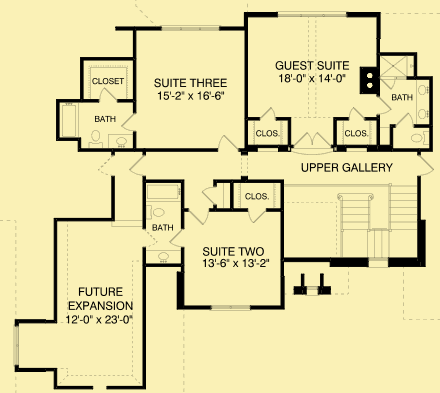 GUEST SUITE
18'-0" x 14'-0"
SUITE THREE
15'-2" x 16'-6"
CLOSET
BATH
BATH
CLOS.
CLOS.
UPPER GALLERY
CLOS.
BATH
SUITE TWO
13'-6" x 13'-2"
FUTURE
EXPANSION
12'-0" x 23'-0"